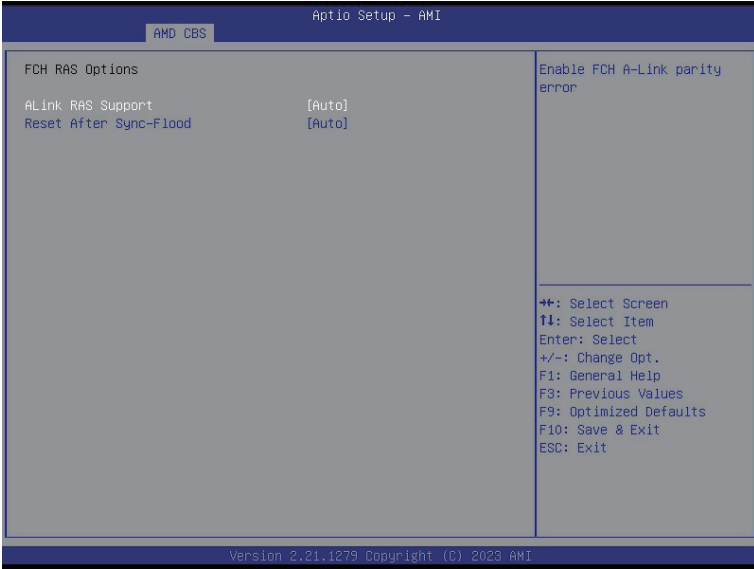 Aptio Setup - AMI
AMD CBS
FCH RAS Options
ALink RAS Support [Auto]
Reset After Sync-Flood [Auto]
Enable FCH A-Link parity
error
→←: Select Screen
↑↓: Select Item
Enter: Select
+/-: Change Opt.
F1: General Help
F3: Previous Values
F9: Optimized Defaults
F10: Save & Exit
ESC: Exit
Version 2.21.1279 Copyright (C) 2023 AMI